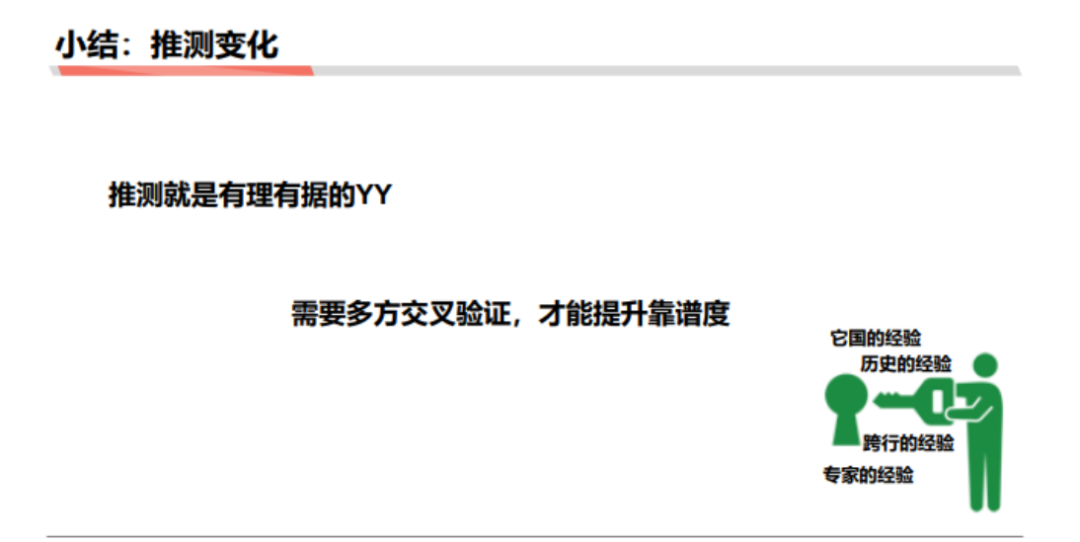 小结：推测变化
推测就是有理有据的YY
需要多方交叉验证，才能提升靠谱度
它国的经验
历史的经验
跨行的经验
专家的经验